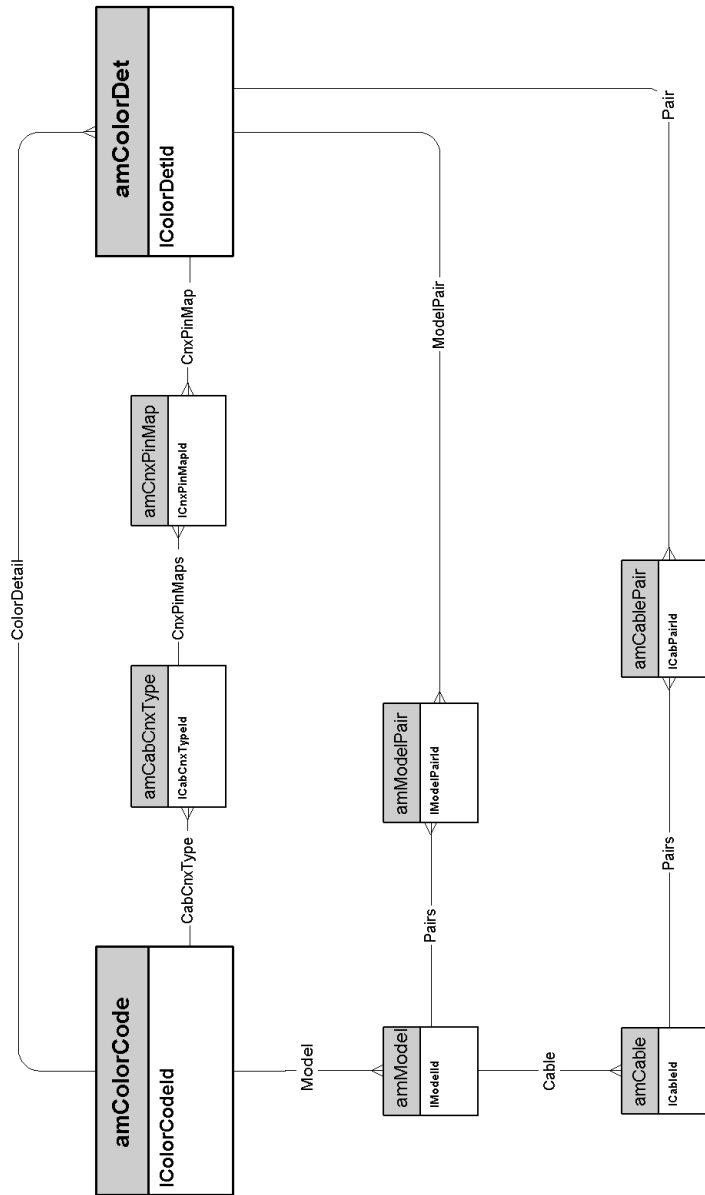 amColorCode
lColorCodeId
ColorDetail
amColorDet
lColorDetId
CabCnxType
amCabCnxType
lCabCnxTypeId
CnxPinMaps
amCnxPinMap
lCnxPinMapId
CnxPinMap
Model
amModel
lModelId
Pairs
amModelPair
lModelPairId
ModelPair
Cable
amCable
lCableId
Pairs
amCablePair
lCabPairId
Pair